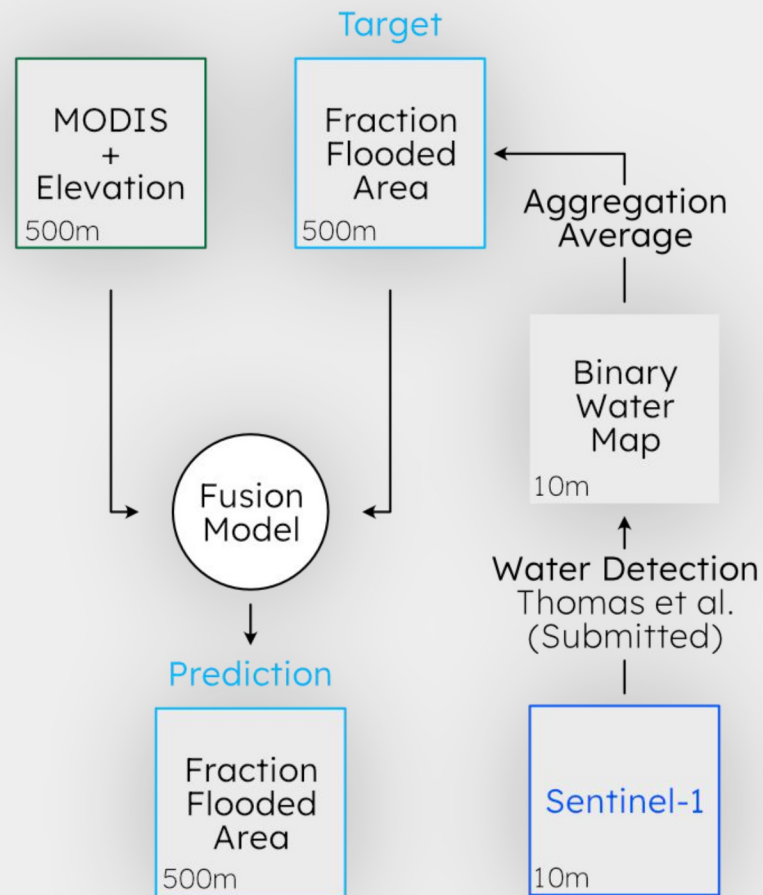 Target
MODIS
+
Elevation
500m
Fraction
Flooded
Area
500m
Aggregation
Average
Binary
Water
Map
10m
Fusion
Model
Water Detection
Thomas et al.
(Submitted)
Prediction
Fraction
Flooded
Area
500m
Sentinel-1
10m